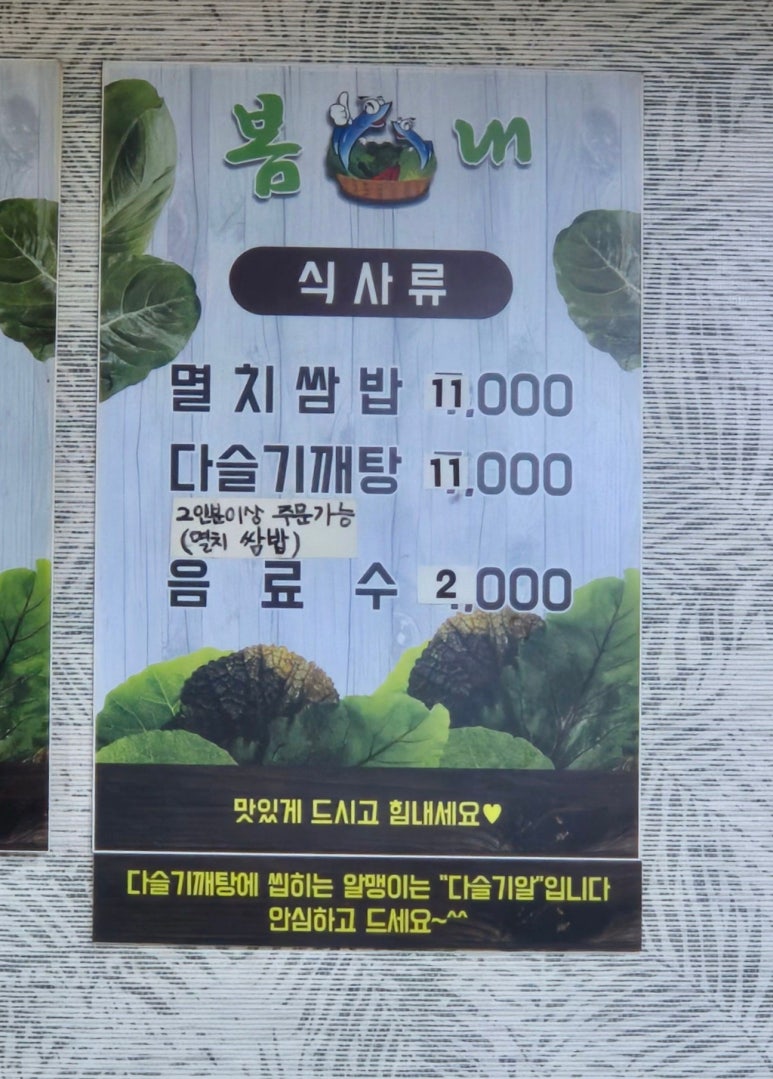 봄내
식사류
멸치쌈밥 11,000
다슬기깨탕 11,000
2인분이상 주문가능
(멸치 쌈밥)
음료수 2,000
맛있게 드시고 힘내세요♥
다슬기깨탕에 씹히는 알맹이는 "다슬기알"입니다
안심하고 드세요~^^